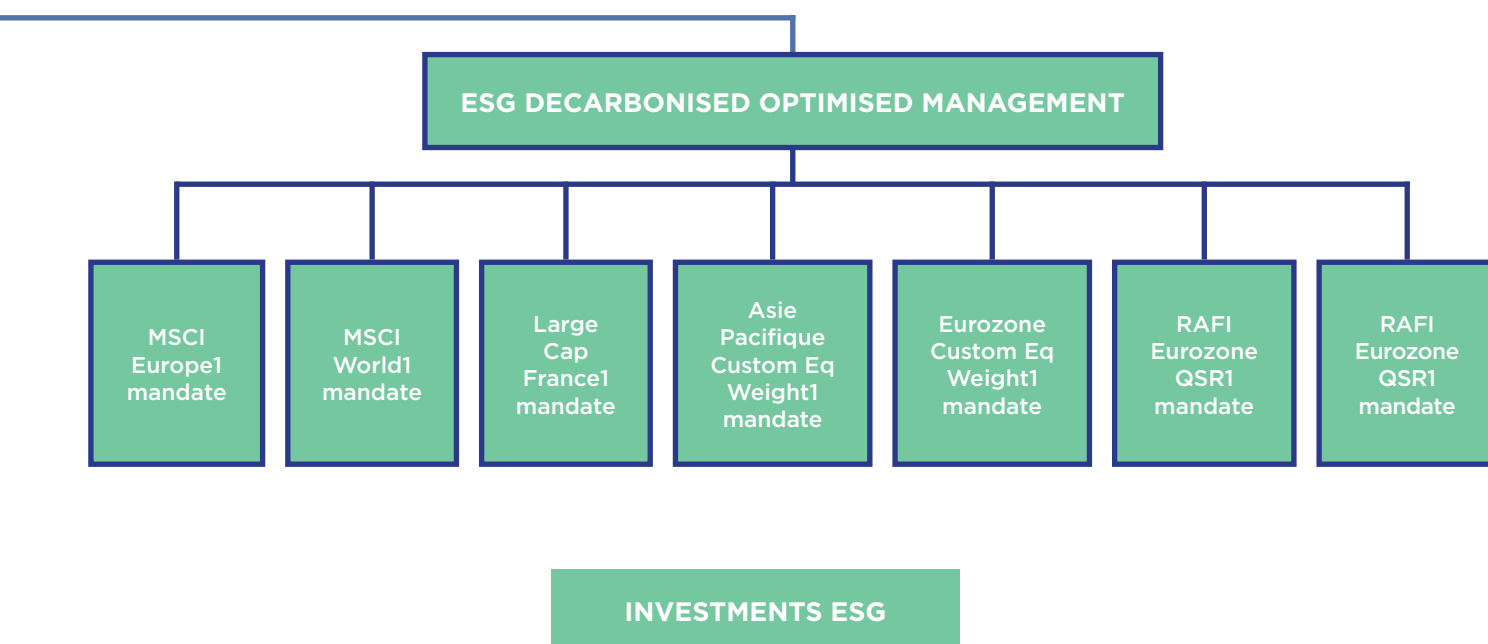 ESG DECARBONISED OPTIMISED MANAGEMENT
MSCI
Europe1
mandate
MSCI
World1
mandate
Large
Cap
France1
mandate
Asie
Pacifique
Custom Eq
Weight1
mandate
Eurozone
Custom Eq
Weight1
mandate
RAFI
Eurozone
QSR1
mandate
RAFI
Eurozone
QSR1
mandate
INVESTMENTS ESG